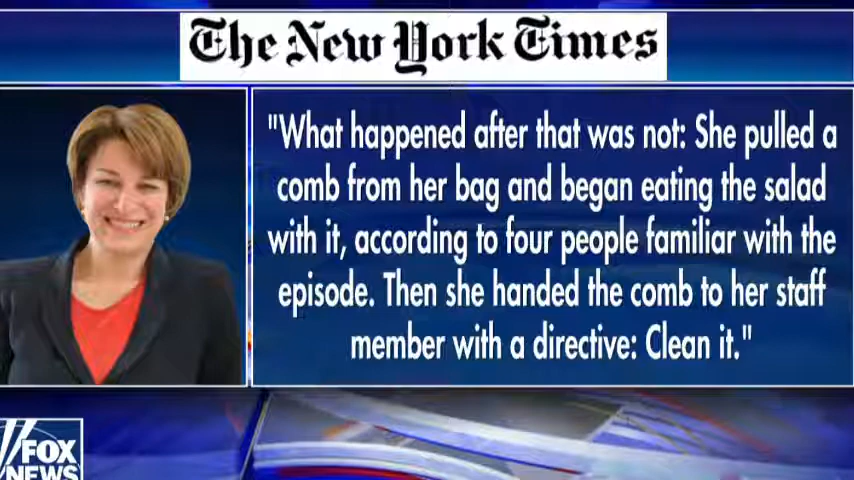 The New York Times
"What happened after that was not: She pulled a
comb from her bag and began eating the salad
with it, according to four people familiar with the
episode. Then she handed the comb to her staff
member with a directive: Clean it."
FOX
NEWS